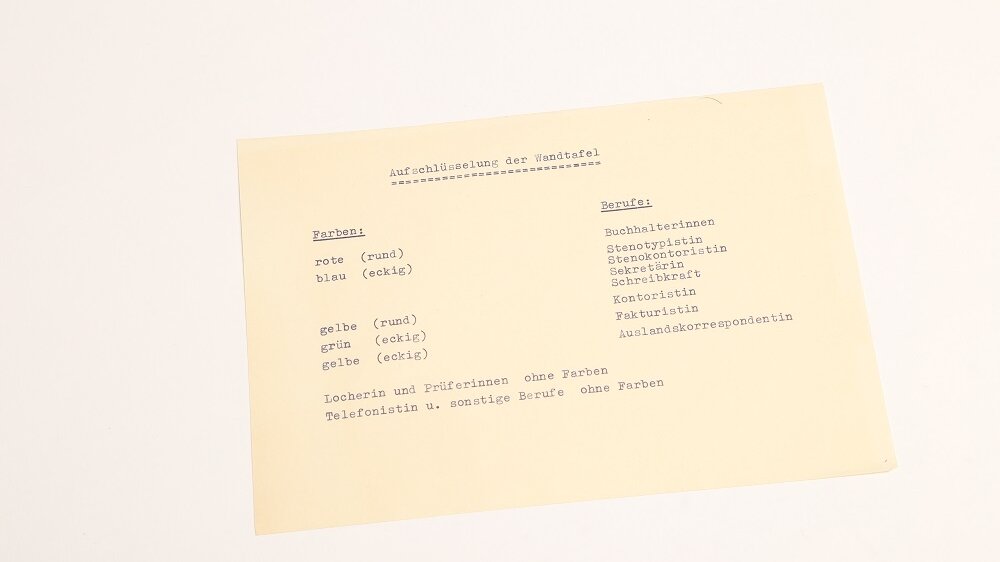 Aufschlüsselung der Wandtafel
=============================
Farben:
Berufe:
rote (rund)
Buchhalterinnen
blau (eckig)
Stenotypistin
Stenokontoristin
Sekretärin
Schreibkraft
gelbe (rund)
Kontoristin
grün (eckig)
Fakturistin
gelbe (eckig)
Auslandskorrespondentin
Locherin und Prüferinnen ohne Farben
Telefonistin u. sonstige Berufe ohne Farben